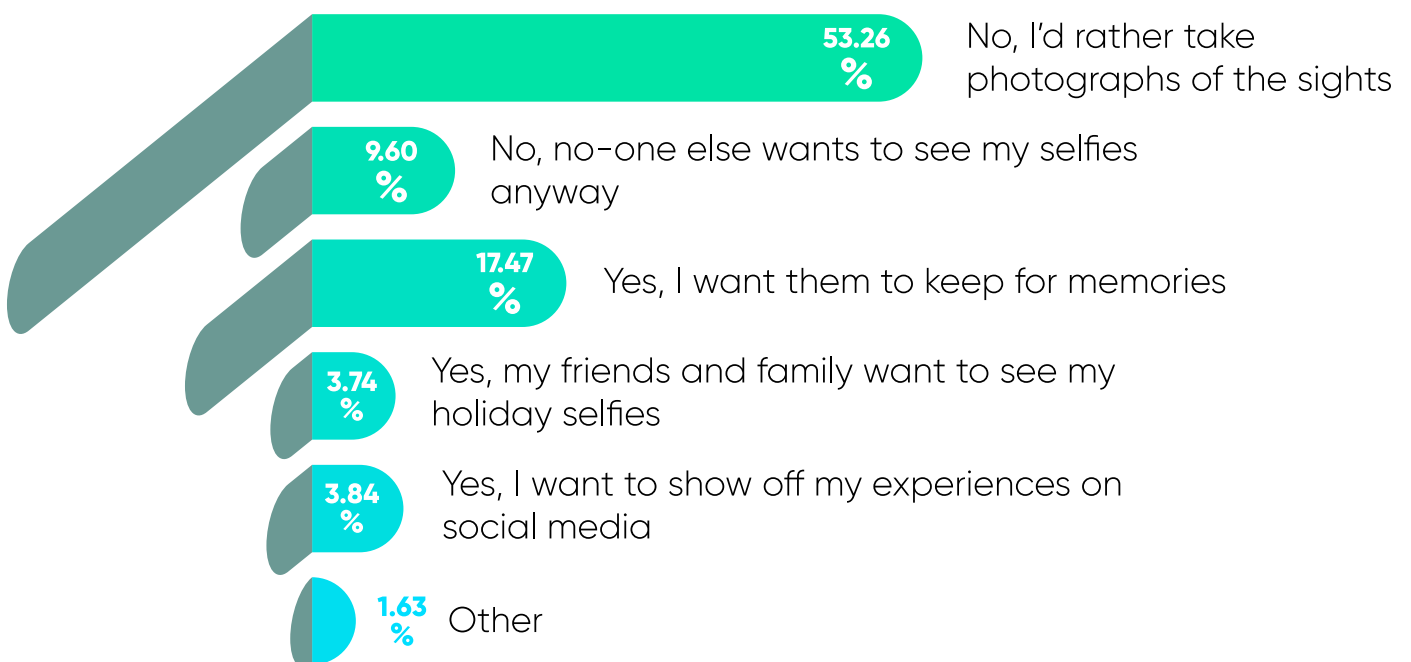 53.26
%
No, I'd rather take
photographs of the sights
9.60
%
No, no-one else wants to see my selfies
anyway
17.47
%
Yes, I want them to keep for memories
3.74
%
Yes, my friends and family want to see my
holiday selfies
3.84
%
Yes, I want to show off my experiences on
social media
1.63
%
Other